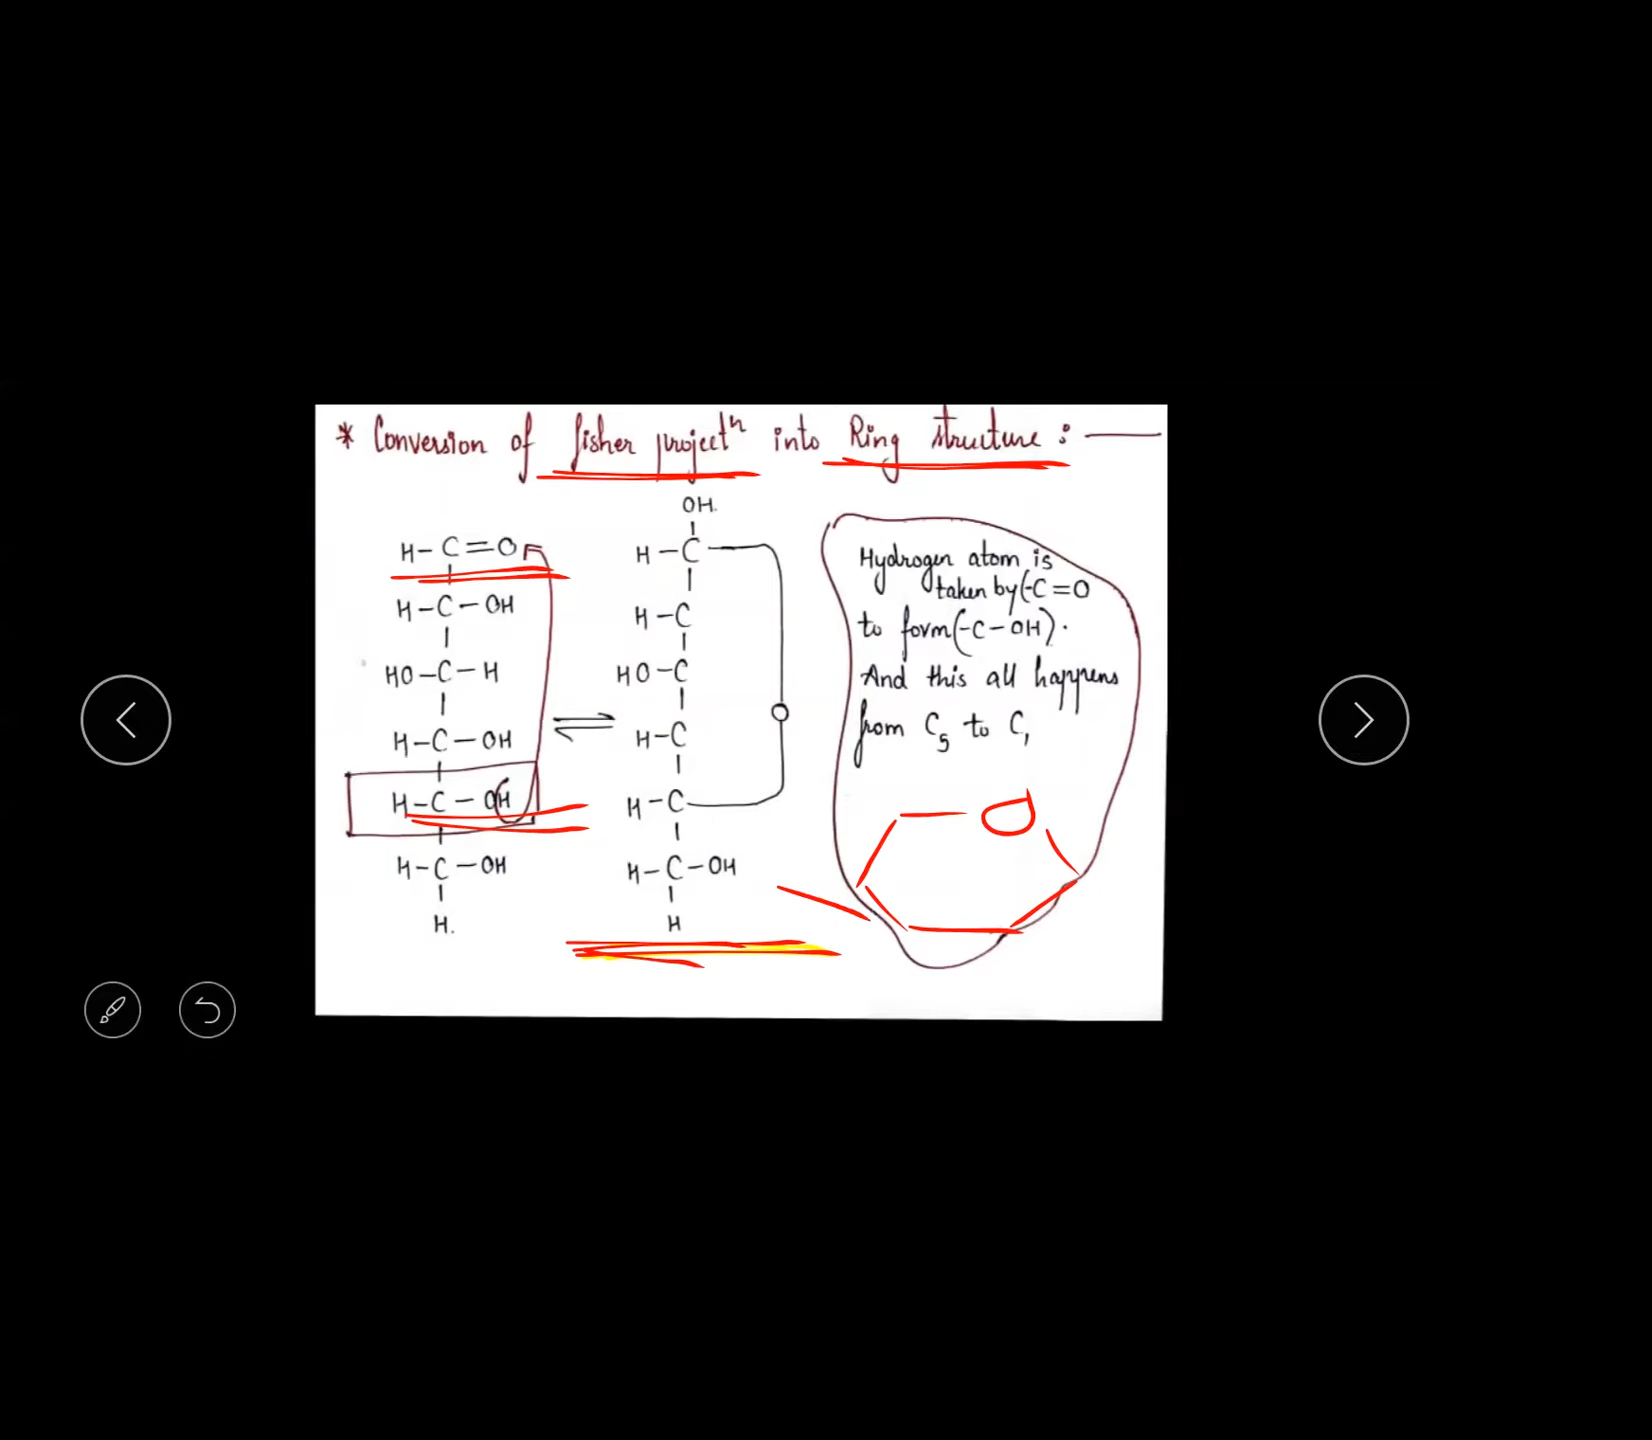 * Conversion of fisher projectⁿ into Ring structure : —
H-C=O
H-C-OH
HO-C-H
H-C-OH
H-C-OH
H-C-OH
H.
OH.
H-C
H-C
HO-C
H-C
H-C
O
H-C-OH
H
Hydrogen atom is
taken by (-C=O
to form (-C-OH).
And this all happens
from C5 to C1
O